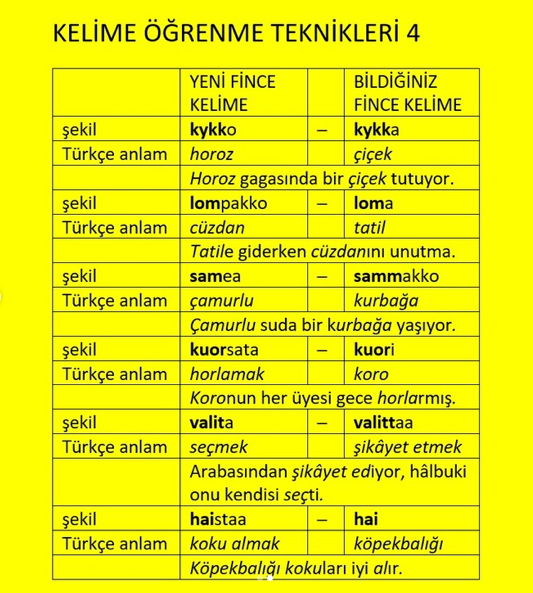 KELİME ÖĞRENME TEKNİKLERİ 4
YENİ FİNCE BİLDİĞİNİZ
KELİME FİNCE KELİME
şekil kykko – kykka
Türkçe anlam horoz çiçek
Horoz gagasında bir çiçek tutuyor.
şekil lompakko – loma
Türkçe anlam cüzdan tatil
Tatile giderken cüzdanını unutma.
şekil samea – sammakko
Türkçe anlam çamurlu kurbağa
Çamurlu suda bir kurbağa yaşıyor.
şekil kuorsata – kuori
Türkçe anlam horlamak koro
Koronun her üyesi gece horlarmış.
şekil valita – valittaa
Türkçe anlam seçmek şikâyet etmek
Arabasından şikâyet ediyor, hâlbuki
onu kendisi seçti.
şekil haistaa – hai
Türkçe anlam koku almak köpekbalığı
Köpekbalığı kokuları iyi alır.